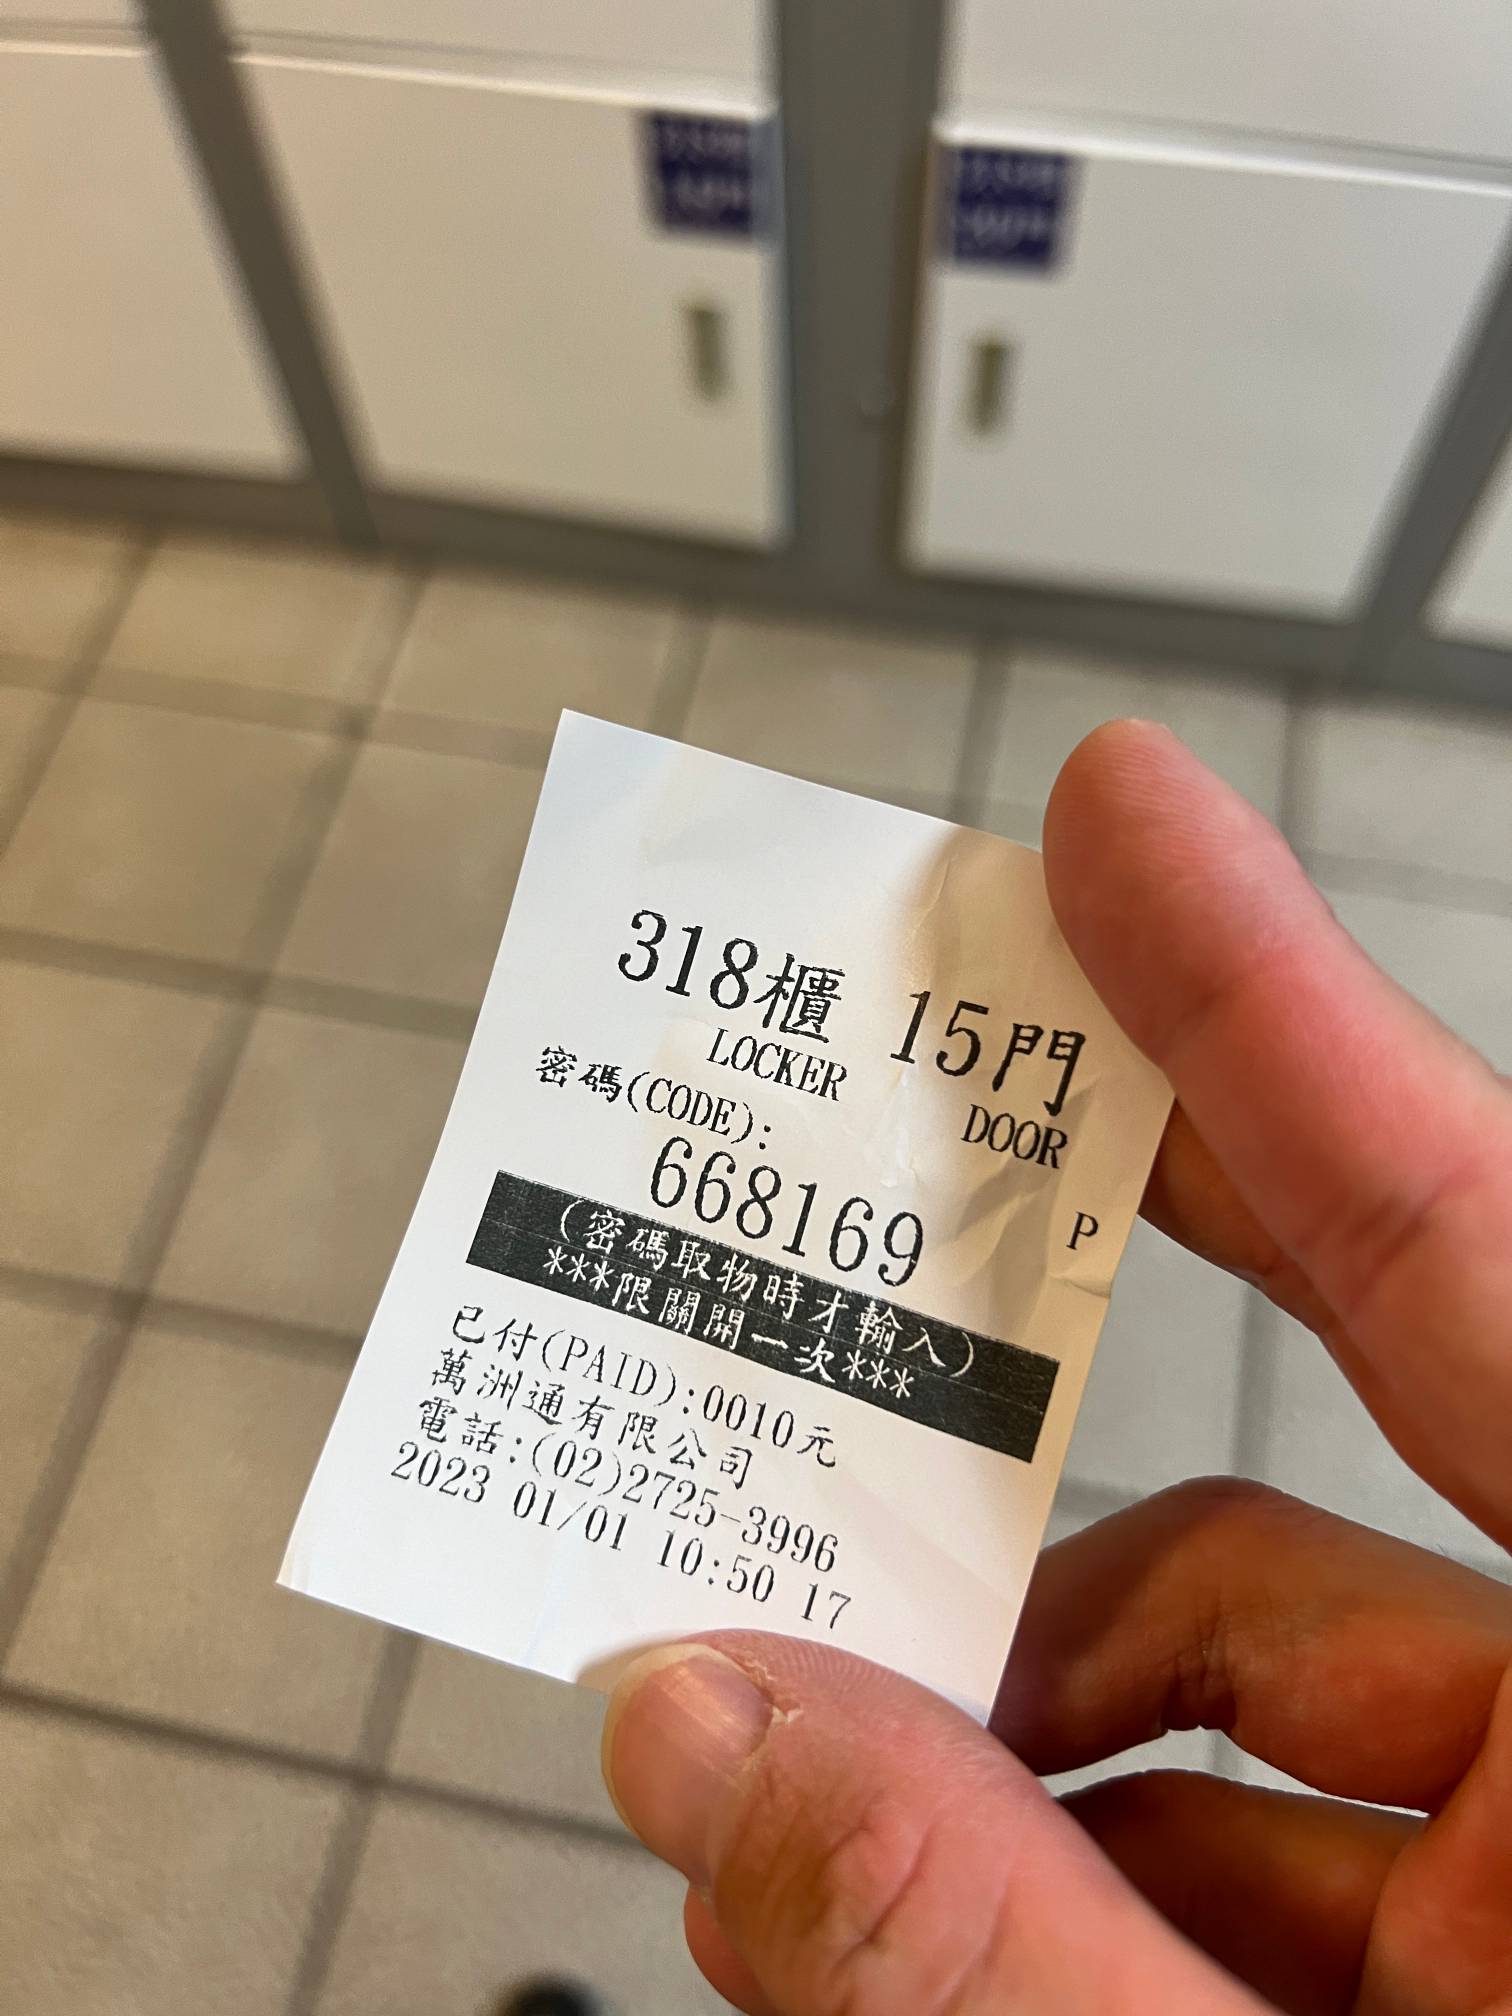 318櫃 15門
LOCKER DOOR
密碼(CODE):
668169 P
(密碼取物時才輸入)
***限關開一次***
已付(PAID):0010元
萬洲通有限公司
電話:(02)2725-3996
2023 01/01 10:50 17